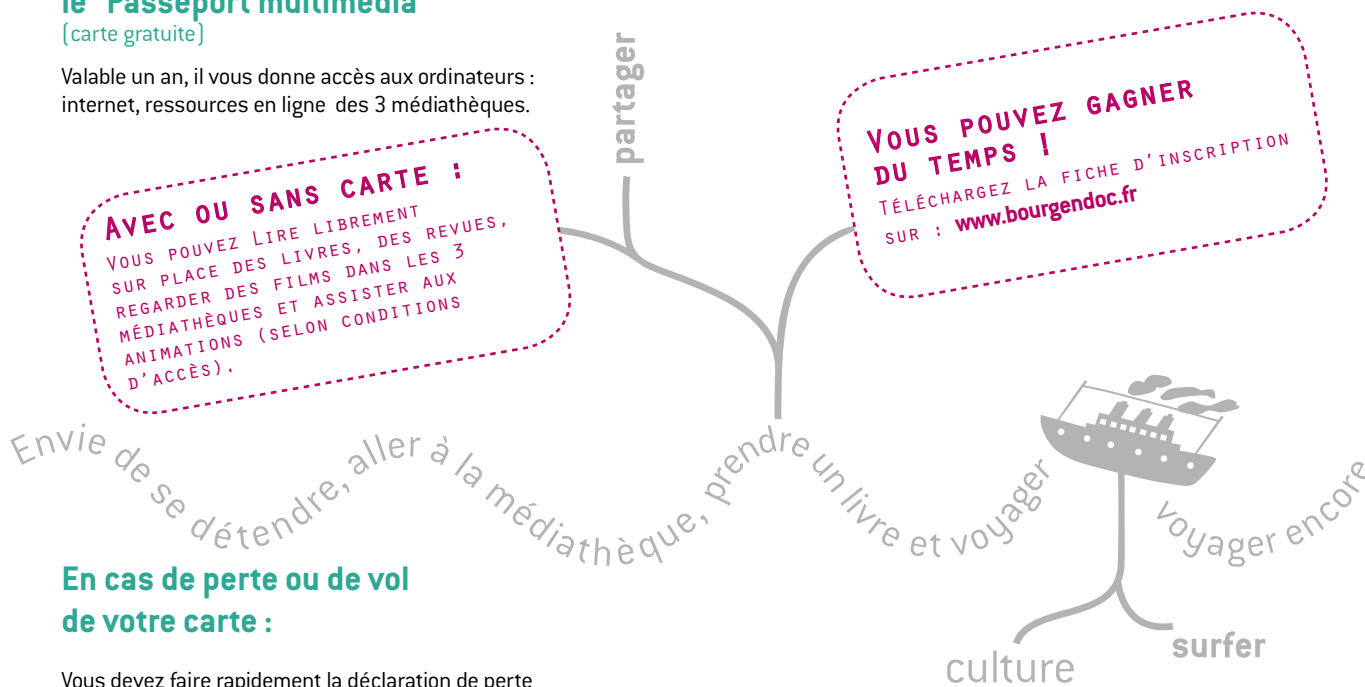 le "Passeport multimédia"
(carte gratuite)
Valable un an, il vous donne accès aux ordinateurs :
internet, ressources en ligne des 3 médiathèques.
partager
Avec ou sans carte :
Vous pouvez Lire librement
sur place des livres, des revues,
regarder des films dans les 3
médiathèques et assister aux
animations (selon conditions
d'accès).
Vous pouvez gagner
du temps !
Téléchargez la fiche d'inscription
sur : www.bourgendoc.fr
Envie de se détendre, aller à la médiathèque, prendre un livre et voyager voyager encore
En cas de perte ou de vol
de votre carte :
Vous devez faire rapidement la déclaration de perte
culture
surfer